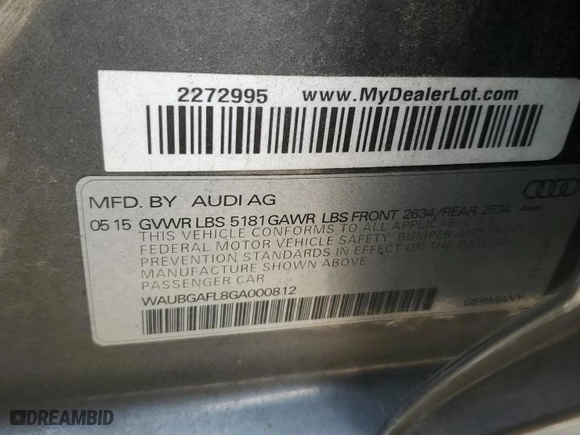 2272995 www.MyDealerLot.com
MFD. BY AUDI AG
05 15 GVWR LBS 5181 GAWR LBS FRONT 2634/REAR 2634
THIS VEHICLE CONFORMS TO ALL APPLICABLE
FEDERAL MOTOR VEHICLE SAFETY BUMPER AND THEFT
PREVENTION STANDARDS IN EFFECT ON THE DATE OF
MANUFACTURE SHOWN ABOVE
PASSENGER CAR
WAUBGAFL8GA000812
GERMANY
Audi
DREAMBID